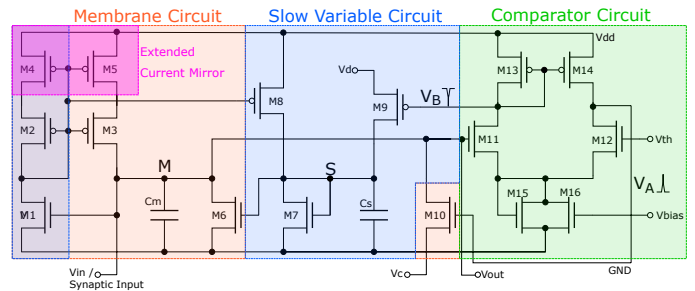 Membrane Circuit
Slow Variable Circuit
Comparator Circuit
Extended
Current Mirror
Vdd
M4
M5
M13
M14
Vd
M8
M9
VB
M2
M3
M11
M12
Vth
M
S
VA
M1
Cm
M6
M7
Cs
M10
M15
M16
Vbias
Vin /
Synaptic Input
Vc
Vout
GND